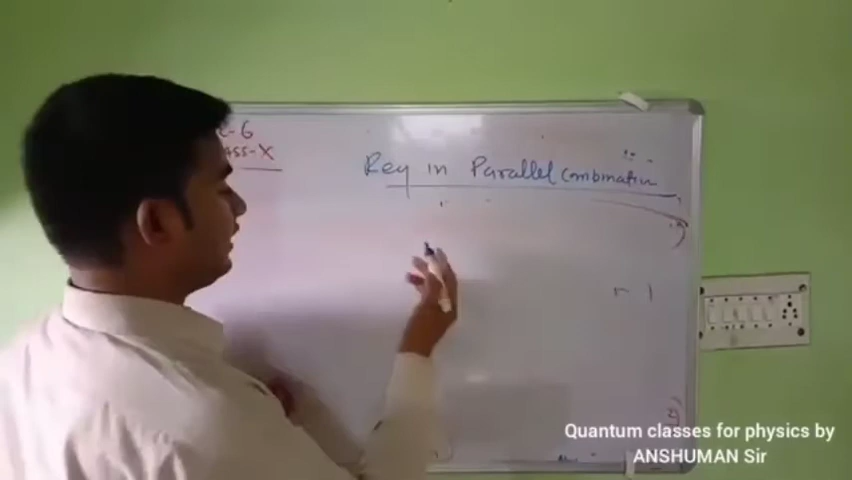 -6
ASS-X
Req in Parallel Combination
Quantum classes for physics by
ANSHUMAN Sir